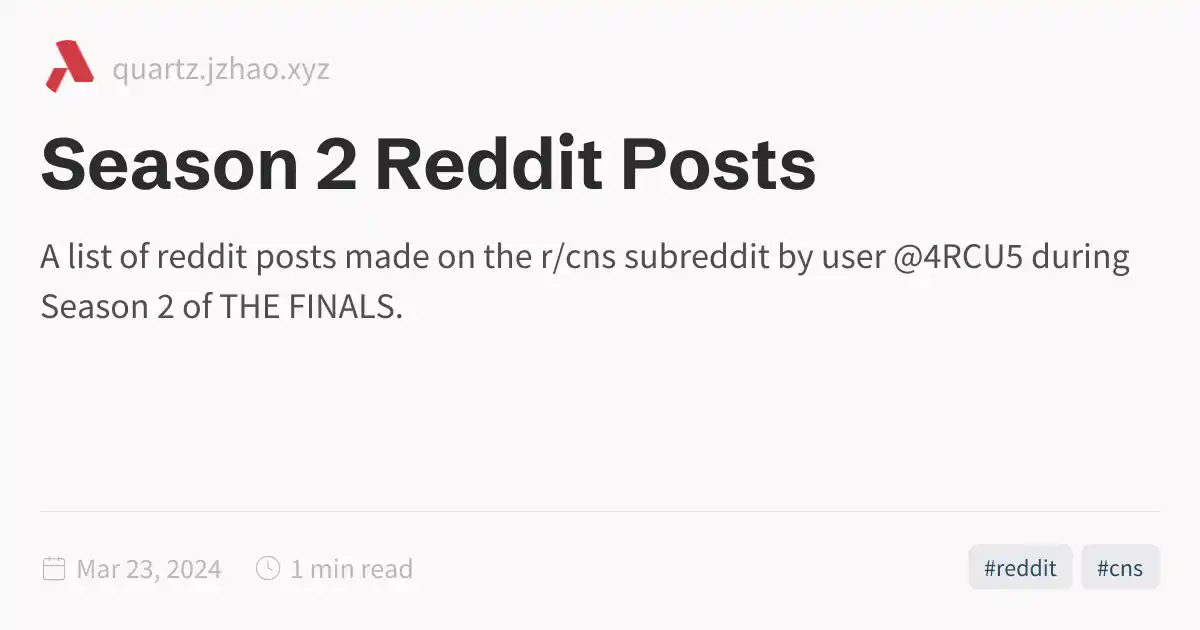 quartz.jzhao.xyz
Season 2 Reddit Posts
A list of reddit posts made on the r/cns subreddit by user @4RCU5 during
Season 2 of THE FINALS.
Mar 23, 2024 1 min read #reddit #cns